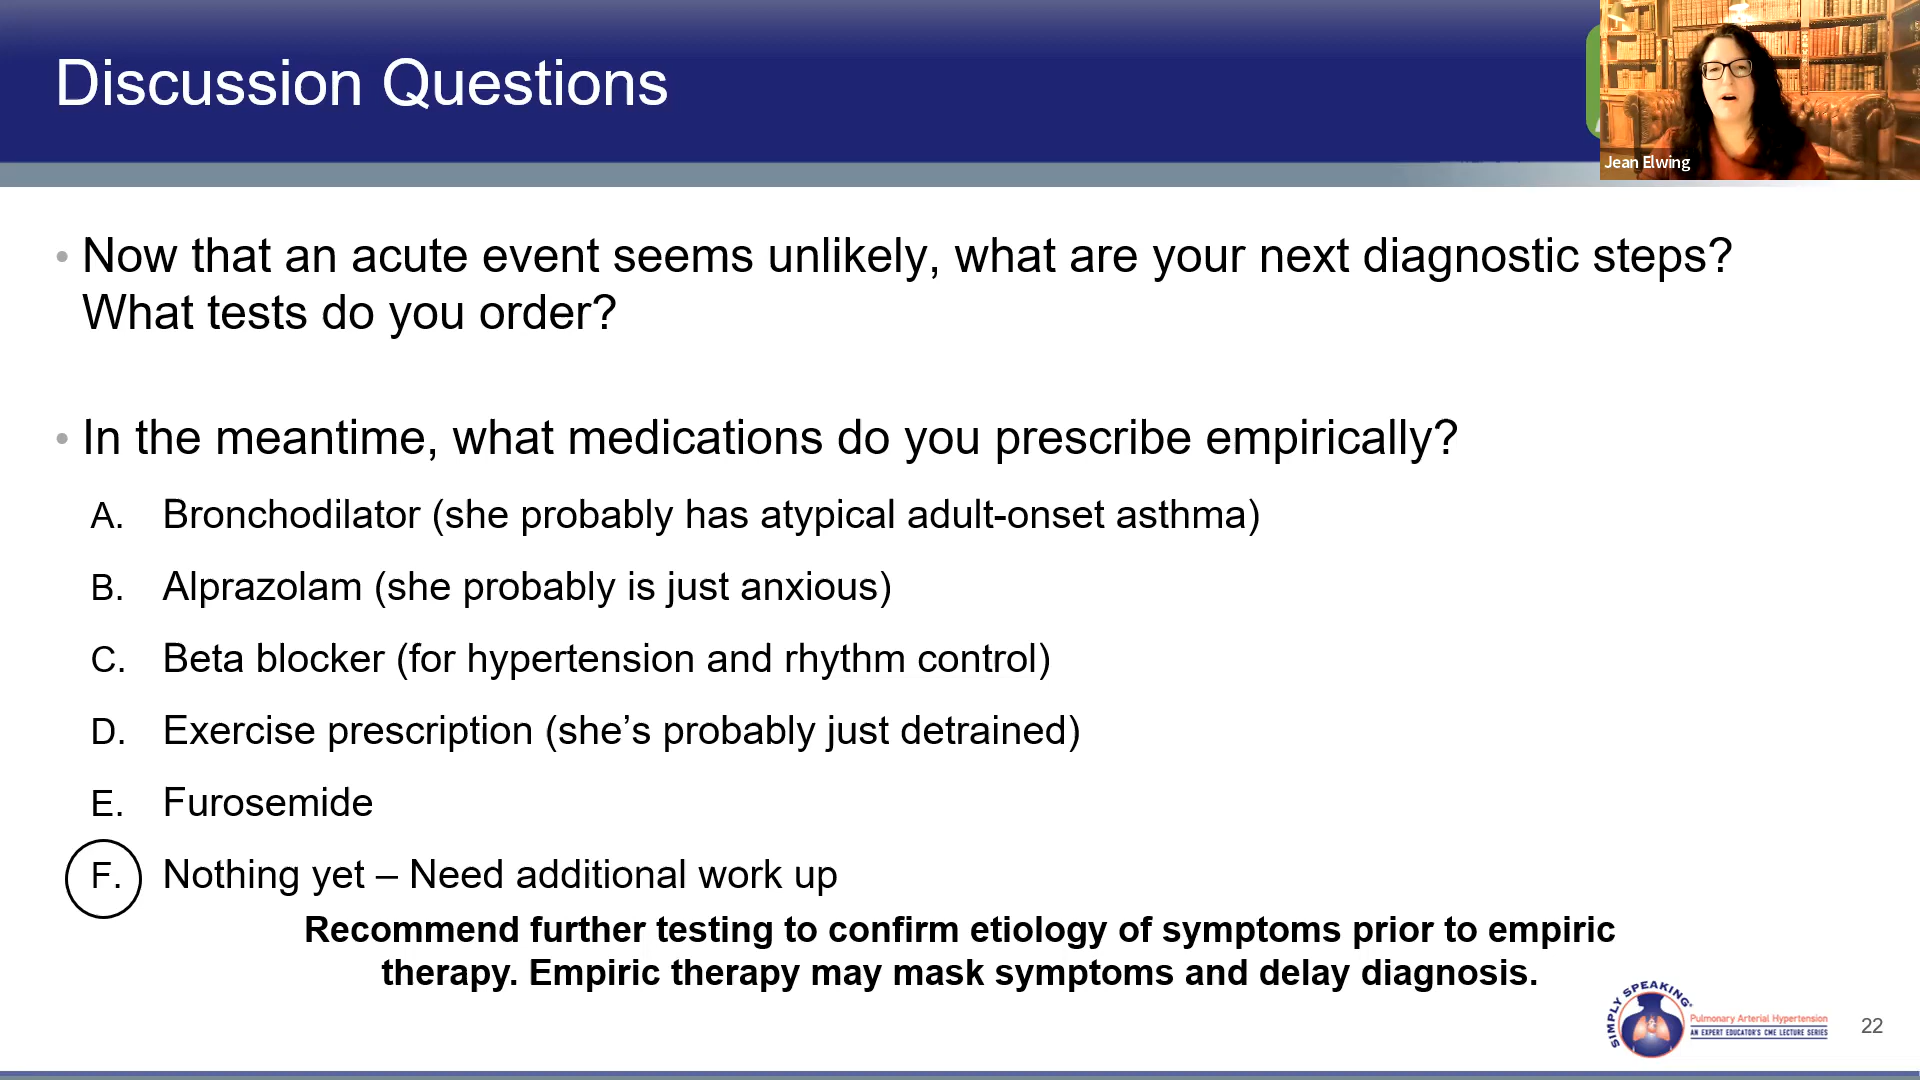 Discussion Questions
Jean Elwing
• Now that an acute event seems unlikely, what are your next diagnostic steps?
What tests do you order?
• In the meantime, what medications do you prescribe empirically?
A. Bronchodilator (she probably has atypical adult-onset asthma)
B. Alprazolam (she probably is just anxious)
C. Beta blocker (for hypertension and rhythm control)
D. Exercise prescription (she’s probably just detrained)
E. Furosemide
F. Nothing yet – Need additional work up
Recommend further testing to confirm etiology of symptoms prior to empiric
therapy. Empiric therapy may mask symptoms and delay diagnosis.
SIMPLY SPEAKING®
Pulmonary Arterial Hypertension
AN EXPERT EDUCATOR'S CME LECTURE SERIES
22